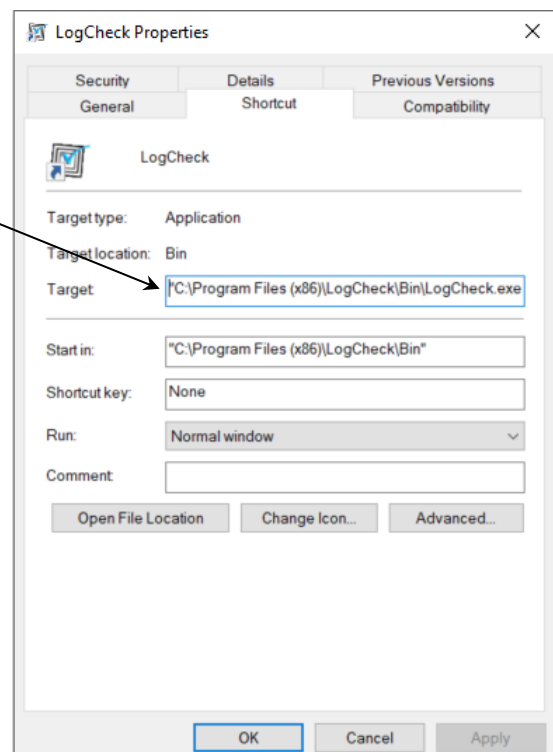 LogCheck Properties
Security Details Previous Versions
General Shortcut Compatibility
LogCheck
Target type: Application
Target location: Bin
Target: "C:\Program Files (x86)\LogCheck\Bin\LogCheck.exe
Start in: "C:\Program Files (x86)\LogCheck\Bin"
Shortcut key: None
Run: Normal window
Comment:
Open File Location Change Icon... Advanced...
OK Cancel Apply